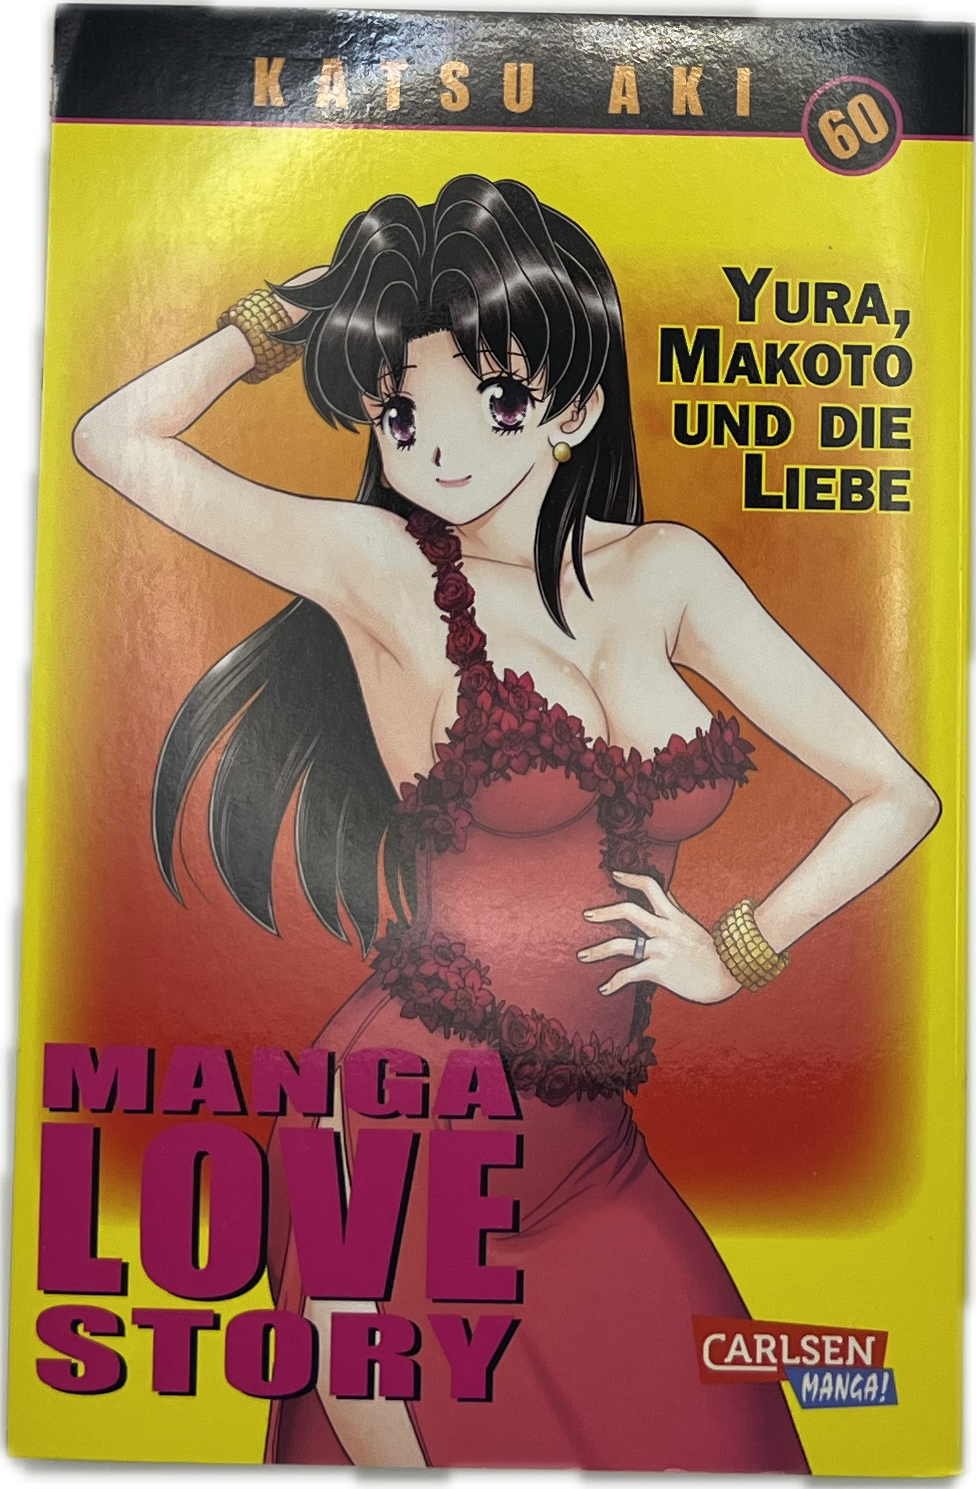 KATSU AKI
60
YURA,
MAKOTO
UND DIE
LIEBE
MANGA
LOVE
STORY
CARLSEN
MANGA!